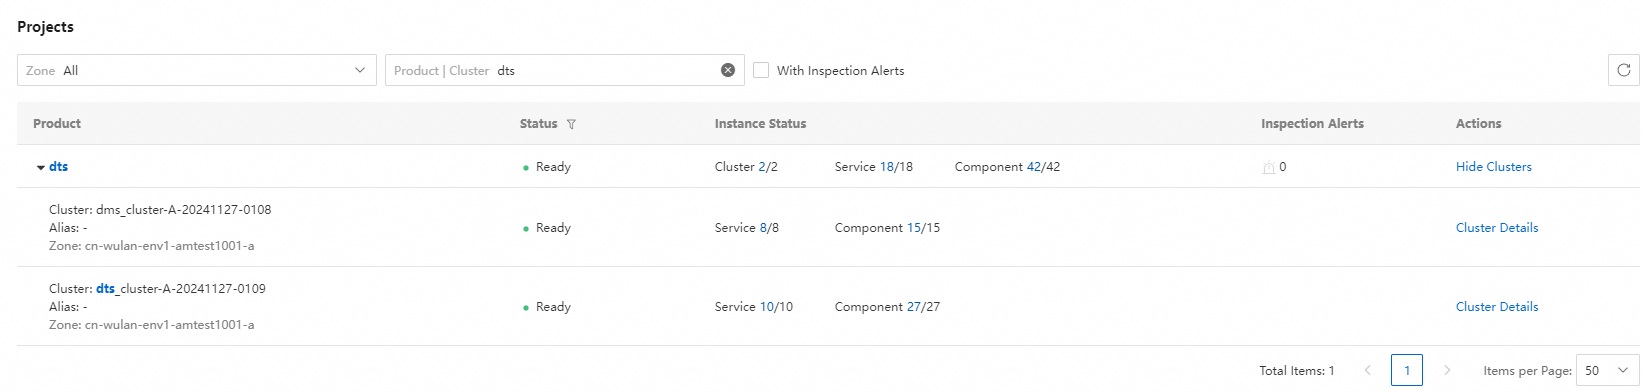 Projects
Zone All
Product | Cluster dts
With Inspection Alerts
Product Status Instance Status Inspection Alerts Actions
dts Ready Cluster 2/2 Service 18/18 Component 42/42 0 Hide Clusters
Cluster: dms_cluster-A-20241127-0108
Alias: - Ready Service 8/8 Component 15/15 Cluster Details
Zone: cn-wulan-env1-amtest1001-a
Cluster: dts_cluster-A-20241127-0109
Alias: - Ready Service 10/10 Component 27/27 Cluster Details
Zone: cn-wulan-env1-amtest1001-a
Total Items: 1 1 Items per Page: 50